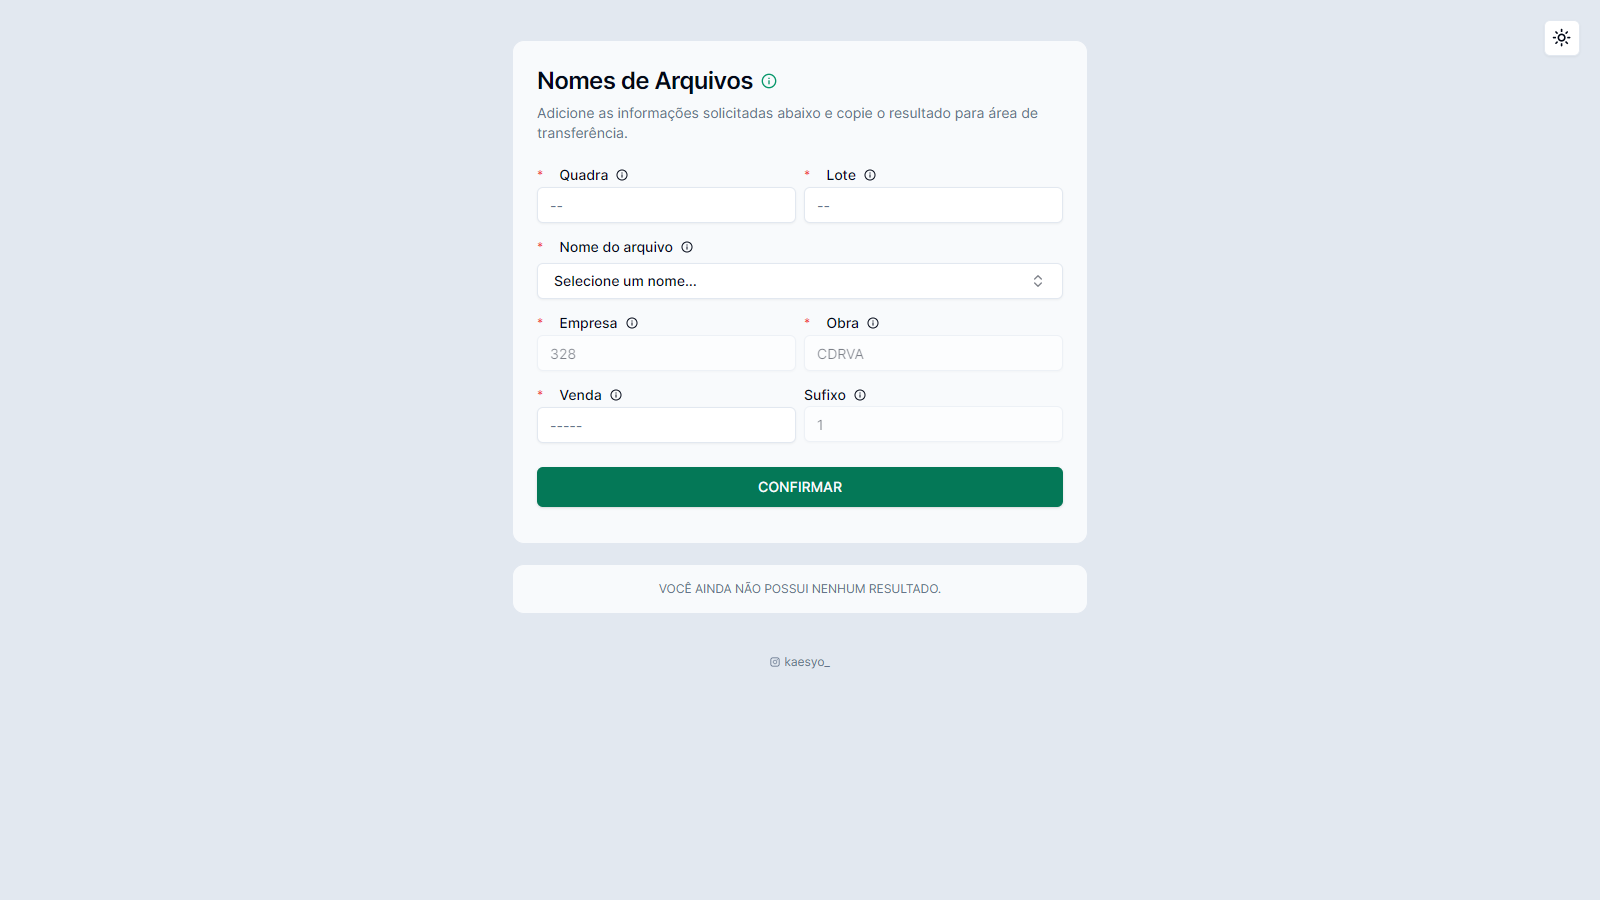 Nomes de Arquivos
Adicione as informações solicitadas abaixo e copie o resultado para área de
transferência.
* Quadra * Lote
-- --
* Nome do arquivo
Selecione um nome...
* Empresa * Obra
328 CDRVA
* Venda Sufixo
----- 1
CONFIRMAR
VOCÊ AINDA NÃO POSSUI NENHUM RESULTADO.
kaesyo_